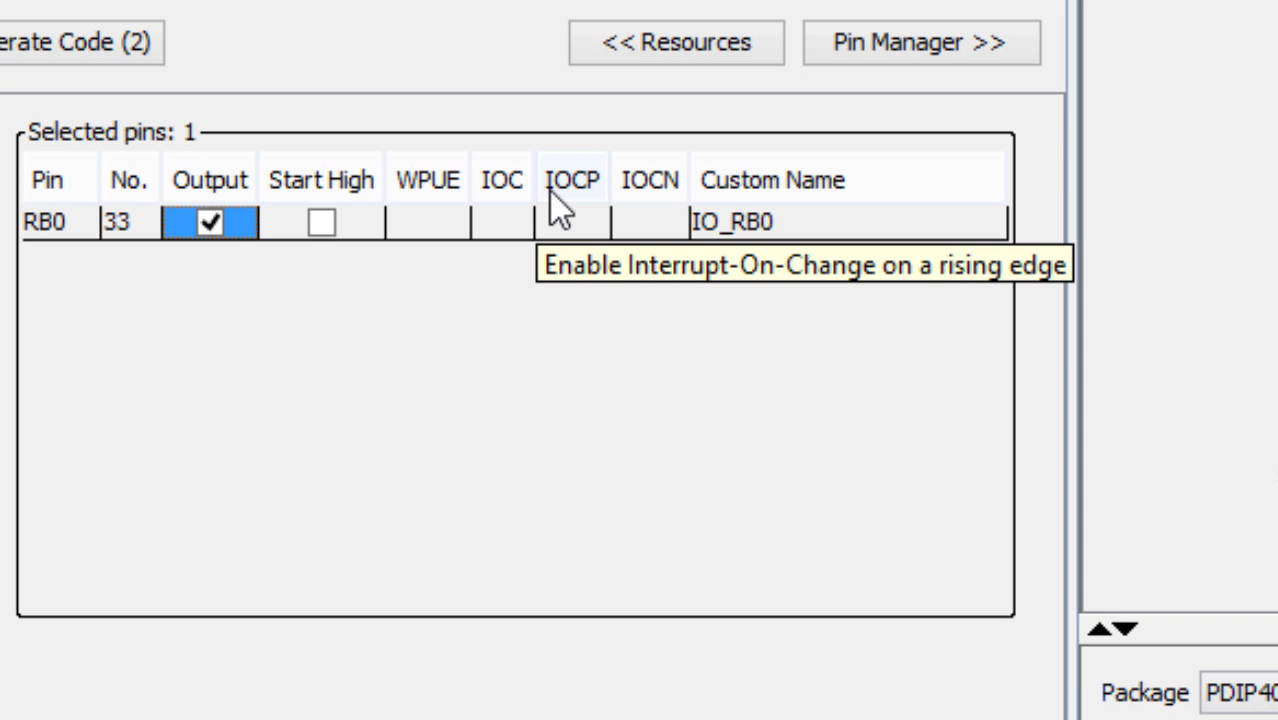 erate Code (2) << Resources Pin Manager >>
Selected pins: 1
Pin No. Output Start High WPUE IOC IOCP IOCN Custom Name
RB0 33 IO_RB0
Enable Interrupt-On-Change on a rising edge
Package PDIP40